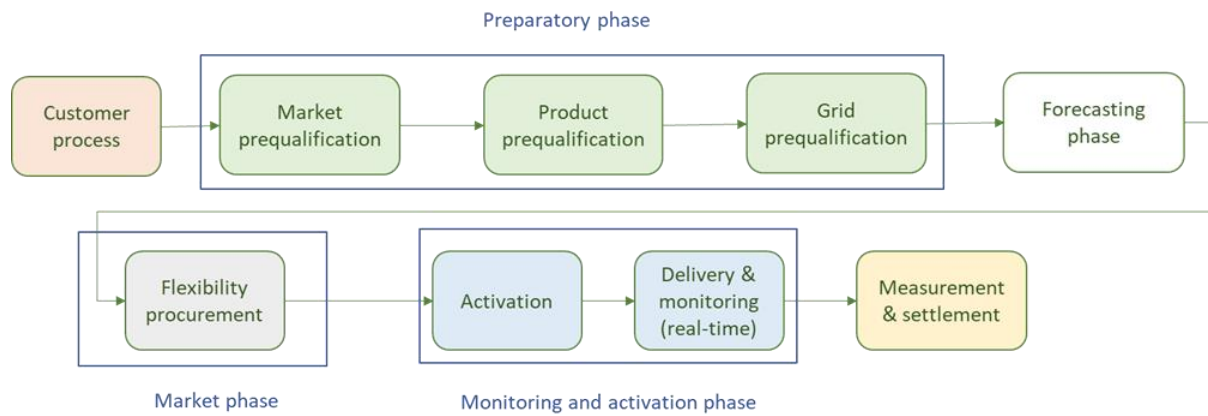 Preparatory phase
Customer
process
Market
prequalification
Product
prequalification
Grid
prequalification
Forecasting
phase
Flexibility
procurement
Activation
Delivery &
monitoring
(real-time)
Measurement
& settlement
Market phase
Monitoring and activation phase